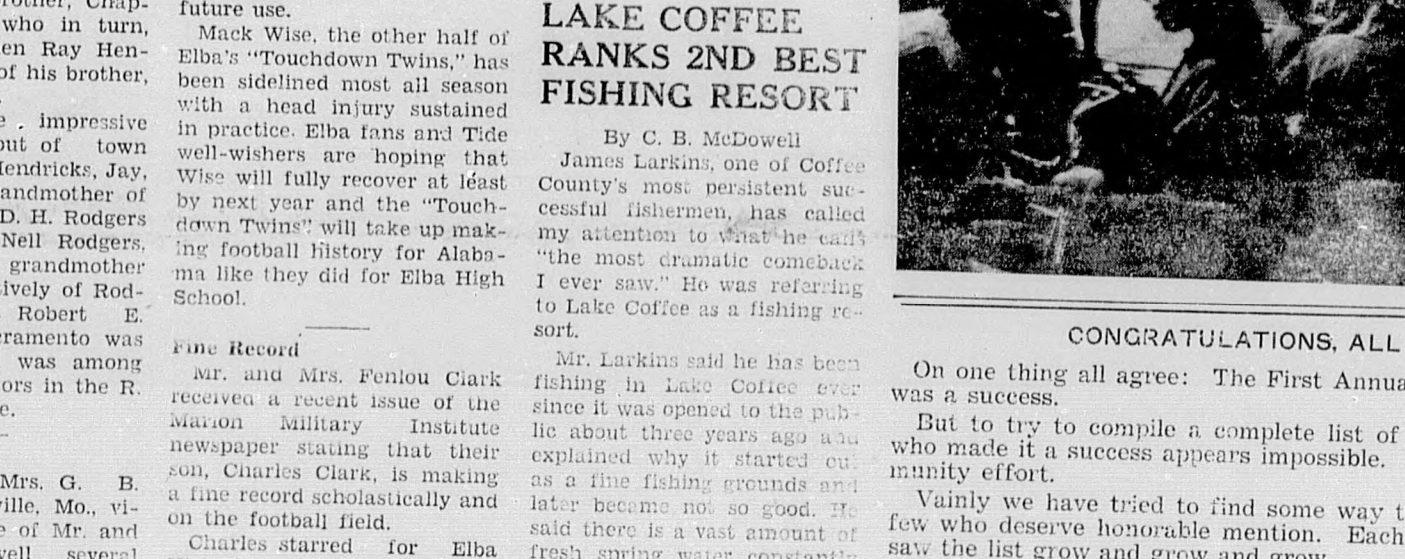 rother, Chap-
who in turn,
en Ray Hen-
of his brother,
impressive
out of town
Hendricks, Jay,
andmother of
D. H. Rodgers
Nell Rodgers,
grandmother
ively of Rod-
Robert E.
ramento was
was among
ors in the R.
e.
Mrs. G. B.
ville, Mo., vi-
e of Mr. and
well several
future use.
Mack Wise, the other half of
Elba's "Touchdown Twins," has
been sidelined most all season
with a head injury sustained
in practice. Elba fans and Tide
well-wishers are hoping that
Wise will fully recover at least
by next year and the "Touch-
down Twins" will take up mak-
ing football history for Alaba-
ma like they did for Elba High
School.
Fine Record
Mr. and Mrs. Fenlou Clark
received a recent issue of the
Marion Military Institute
newspaper stating that their
son, Charles Clark, is making
a fine record scholastically and
on the football field.
Charles starred for Elba
LAKE COFFEE
RANKS 2ND BEST
FISHING RESORT
By C. B. McDowell
James Larkins, one of Coffee
County's most persistent suc-
cessful fishermen, has called
my attention to what he calls
"the most dramatic comeback
I ever saw." He was referring
to Lake Coffee as a fishing re-
sort.
Mr. Larkins said he has been
fishing in Lake Coffee ever
since it was opened to the pub-
lic about three years ago and
explained why it started out
as a fine fishing grounds and
later became not so good. He
said there is a vast amount of
fresh spring water constantly
CONGRATULATIONS, ALL
On one thing all agree: The First Annua
was a success.
But to try to compile a complete list of
who made it a success appears impossible.
munity effort.
Vainly we have tried to find some way t
few who deserve honorable mention. Each
saw the list grow and grow and grow